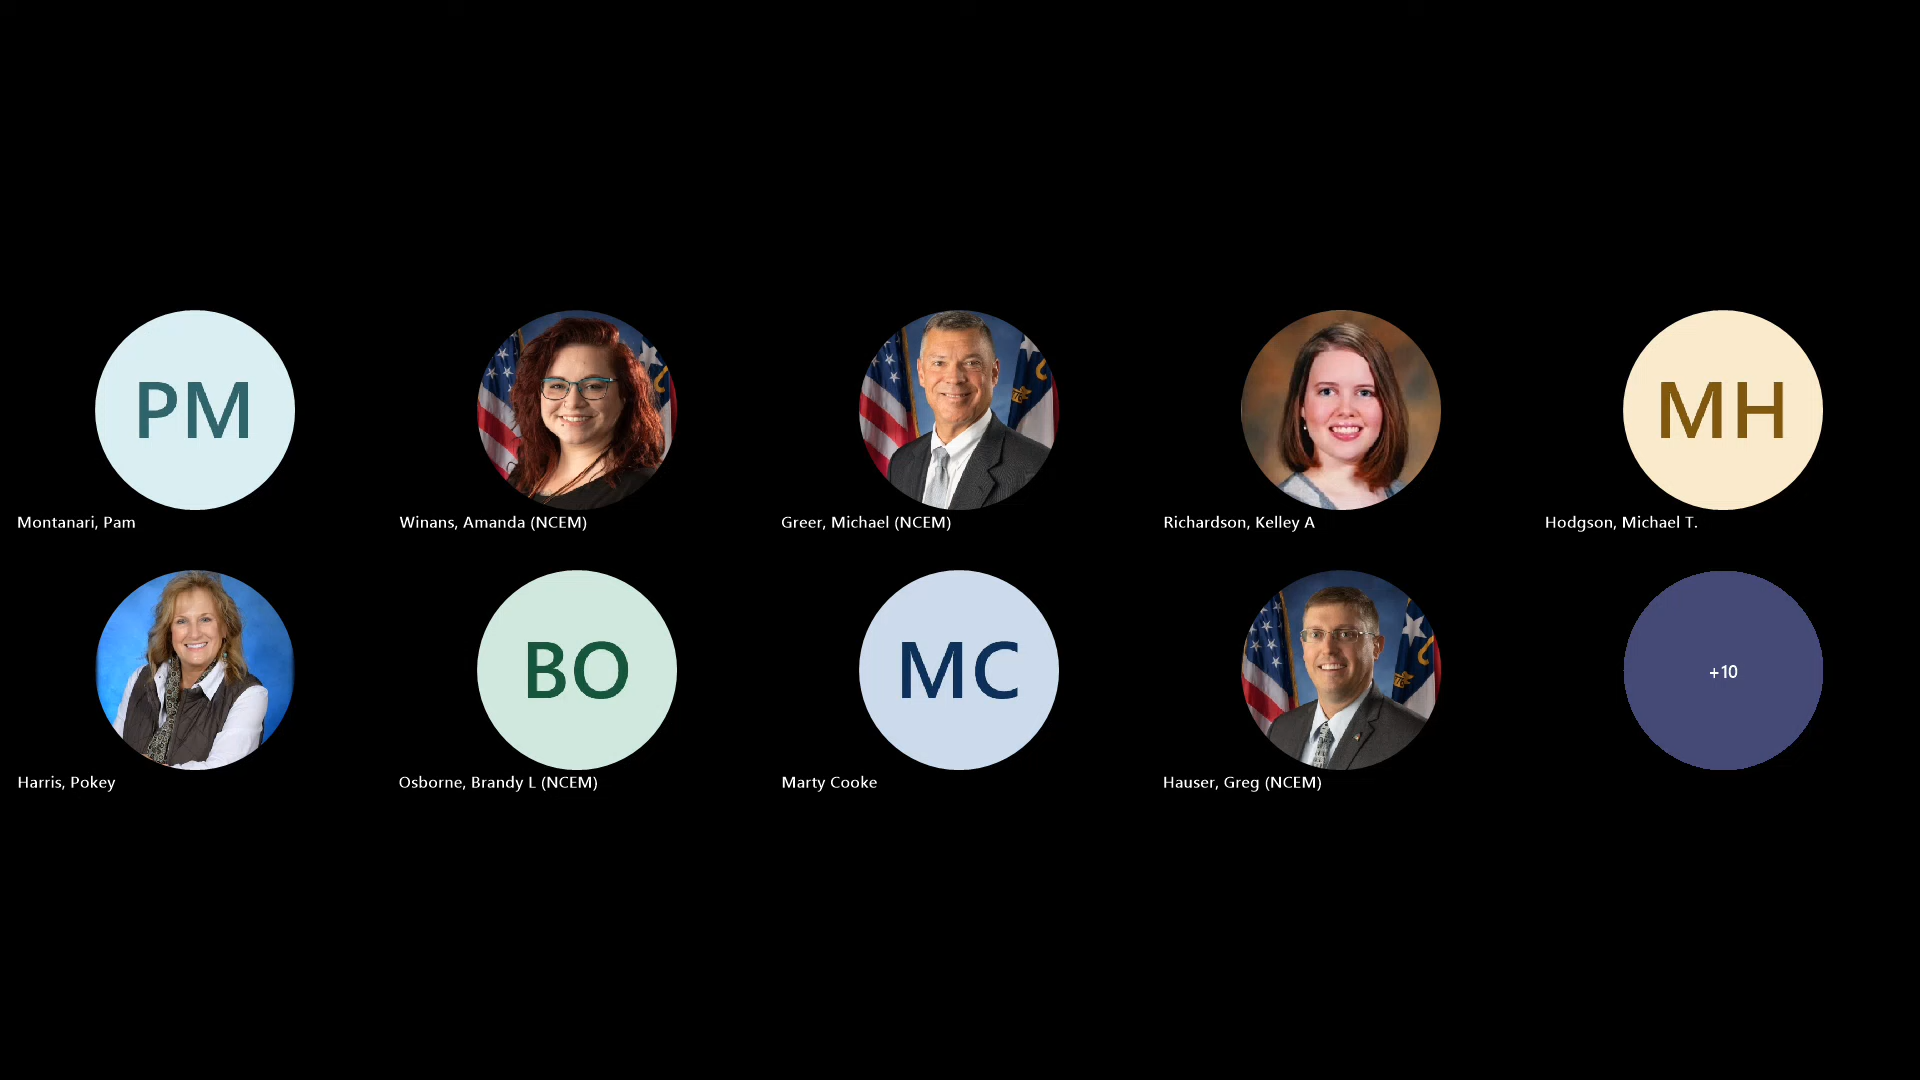 PM
MH
Montanari, Pam
Winans, Amanda (NCEM)
Greer, Michael (NCEM)
Richardson, Kelley A
Hodgson, Michael T.
BO
MC
+10
Harris, Pokey
Osborne, Brandy L (NCEM)
Marty Cooke
Hauser, Greg (NCEM)